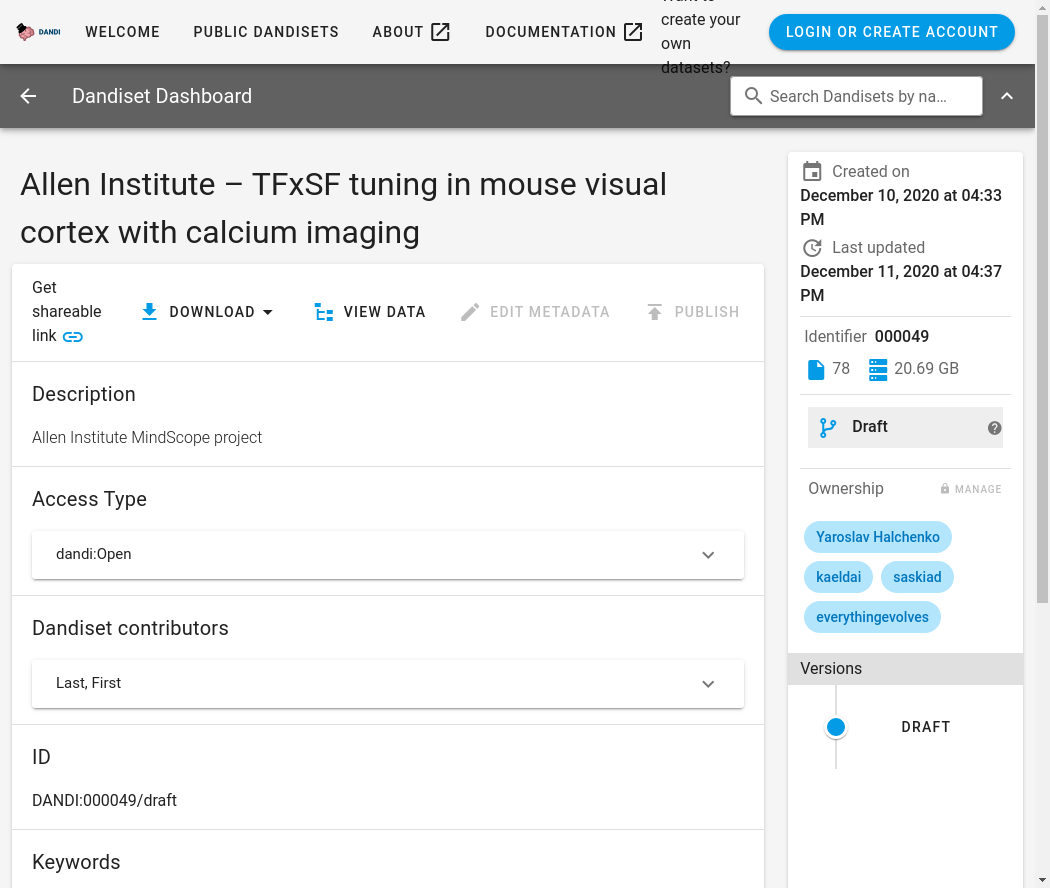 DANDI
WELCOME
PUBLIC DANDISETS
ABOUT
DOCUMENTATION
create your
own
datasets?
LOGIN OR CREATE ACCOUNT
Dandiset Dashboard
Search Dandisets by na…
Allen Institute – TFxSF tuning in mouse visual
cortex with calcium imaging
Get
shareable
link
DOWNLOAD
VIEW DATA
EDIT METADATA
PUBLISH
Description
Allen Institute MindScope project
Access Type
dandi:Open
Dandiset contributors
Last, First
ID
DANDI:000049/draft
Keywords
Created on
December 10, 2020 at 04:33
PM
Last updated
December 11, 2020 at 04:37
PM
Identifier 000049
78 20.69 GB
Draft
?
Ownership
MANAGE
Yaroslav Halchenko
kaeldai saskiad
everythingevolves
Versions
DRAFT